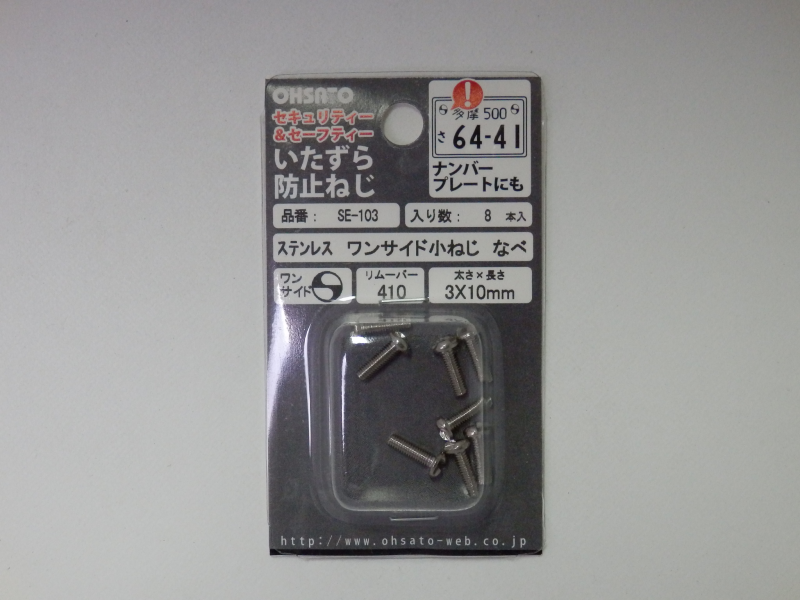 OHSATO
セキュリティー
&セーフティー
いたずら
防止ねじ
!
多摩 500
さ 64-41
ナンバー
プレートにも
品番: SE-103
入り数: 8 本入
ステンレス ワンサイド小ねじ なべ
ワン
サイド
リムーバー
410
太さ×長さ
3X10mm
http://www.ohsato-web.co.jp